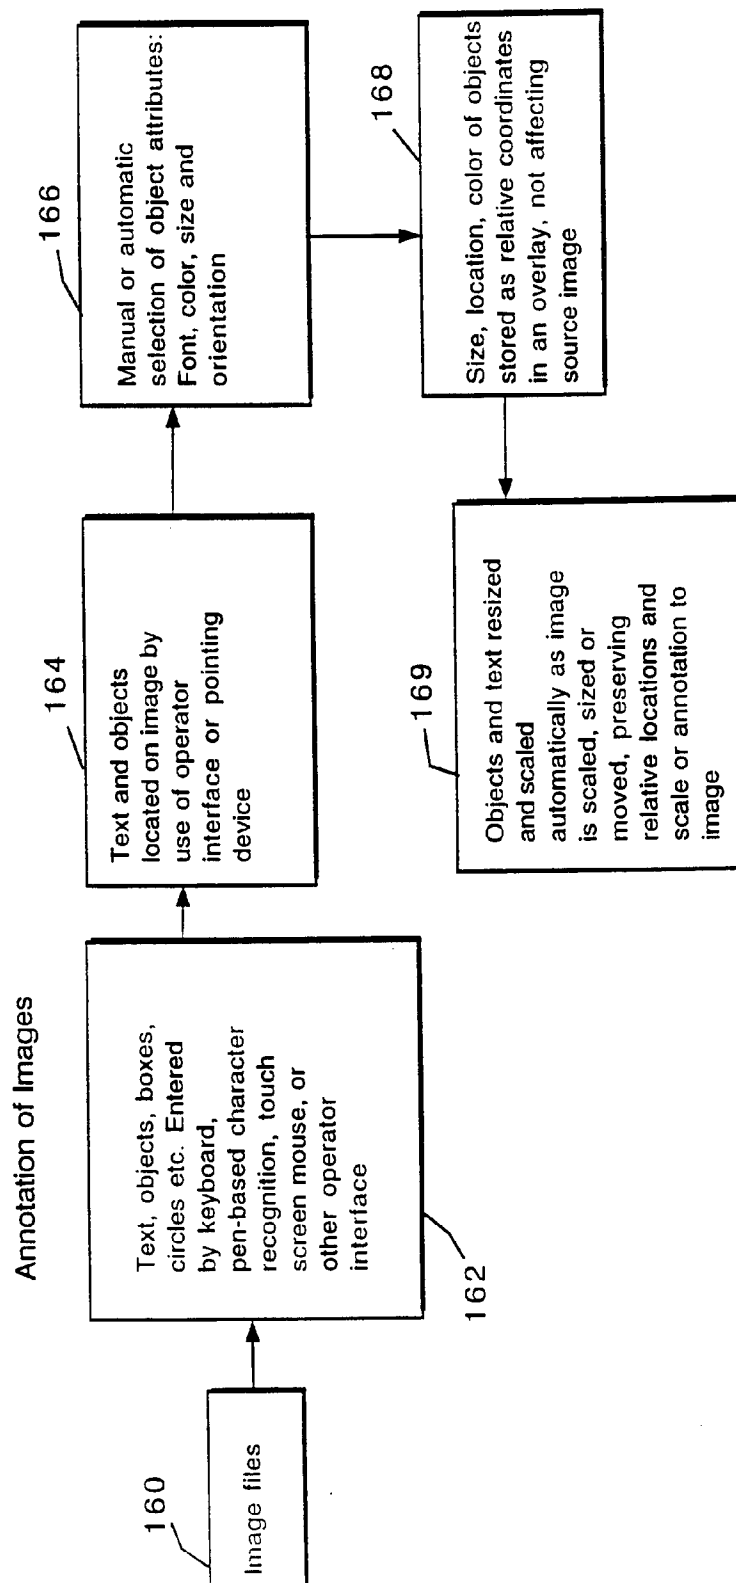 Annotation of Images
160
Image files
162
Text, objects, boxes,
circles etc. Entered
by keyboard,
pen-based character
recognition, touch
screen mouse, or
other operator
interface
164
Text and objects
located on image by
use of operator
interface or pointing
device
166
Manual or automatic
selection of object attributes:
Font, color, size and
orientation
168
Size, location, color of objects
stored as relative coordinates
in an overlay, not affecting
source image
169
Objects and text resized
and scaled
automatically as image
is scaled, sized or
moved, preserving
relative locations and
scale or annotation to
image